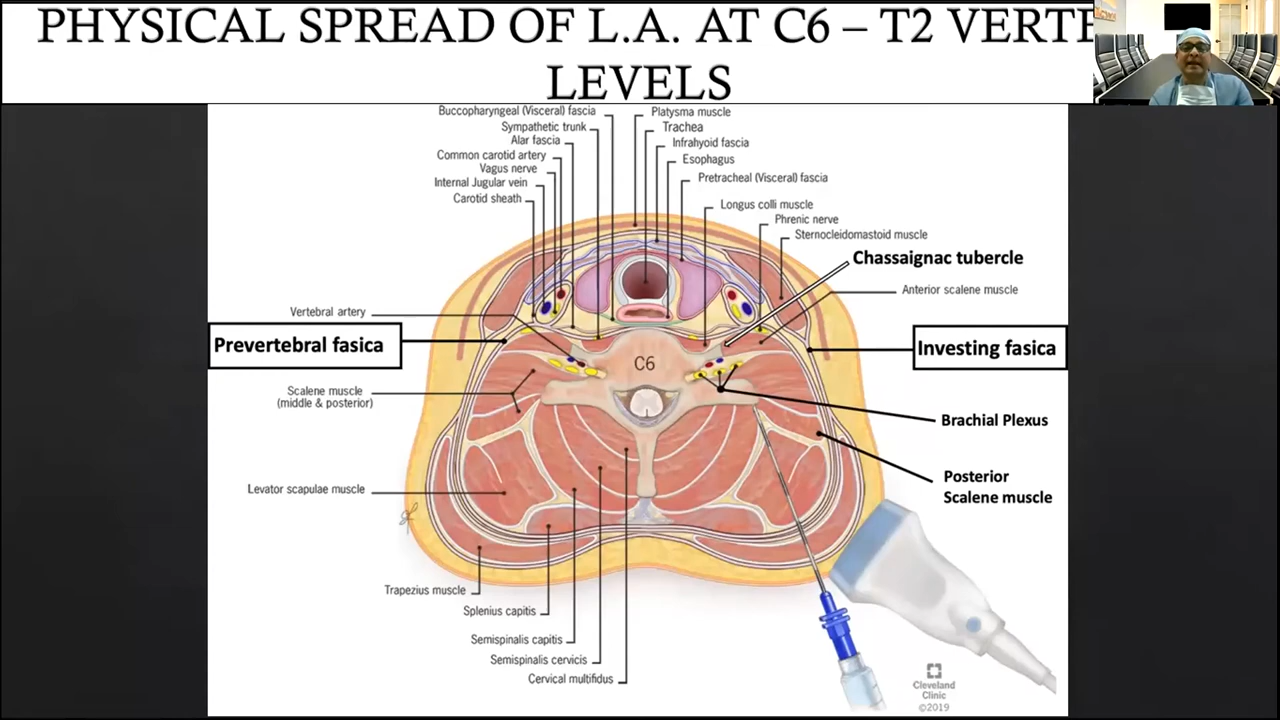 PHYSICAL SPREAD OF L.A. AT C6 – T2 VERTE
LEVELS
Buccopharyngeal (Visceral) fascia
Sympathetic trunk
Alar fascia
Common carotid artery
Vagus nerve
Internal Jugular vein
Carotid sheath
Platysma muscle
Trachea
Infrahyoid fascia
Esophagus
Pretracheal (Visceral) fascia
Longus colli muscle
Phrenic nerve
Sternocleidomastoid muscle
Chassaignac tubercle
Anterior scalene muscle
Vertebral artery
Prevertebral fasica
Investing fasica
C6
Scalene muscle
(middle & posterior)
Brachial Plexus
Posterior
Scalene muscle
Levator scapulae muscle
Trapezius muscle
Splenius capitis
Semispinalis capitis
Semispinalis cervicis
Cervical multifidus
Cleveland
Clinic
©2019